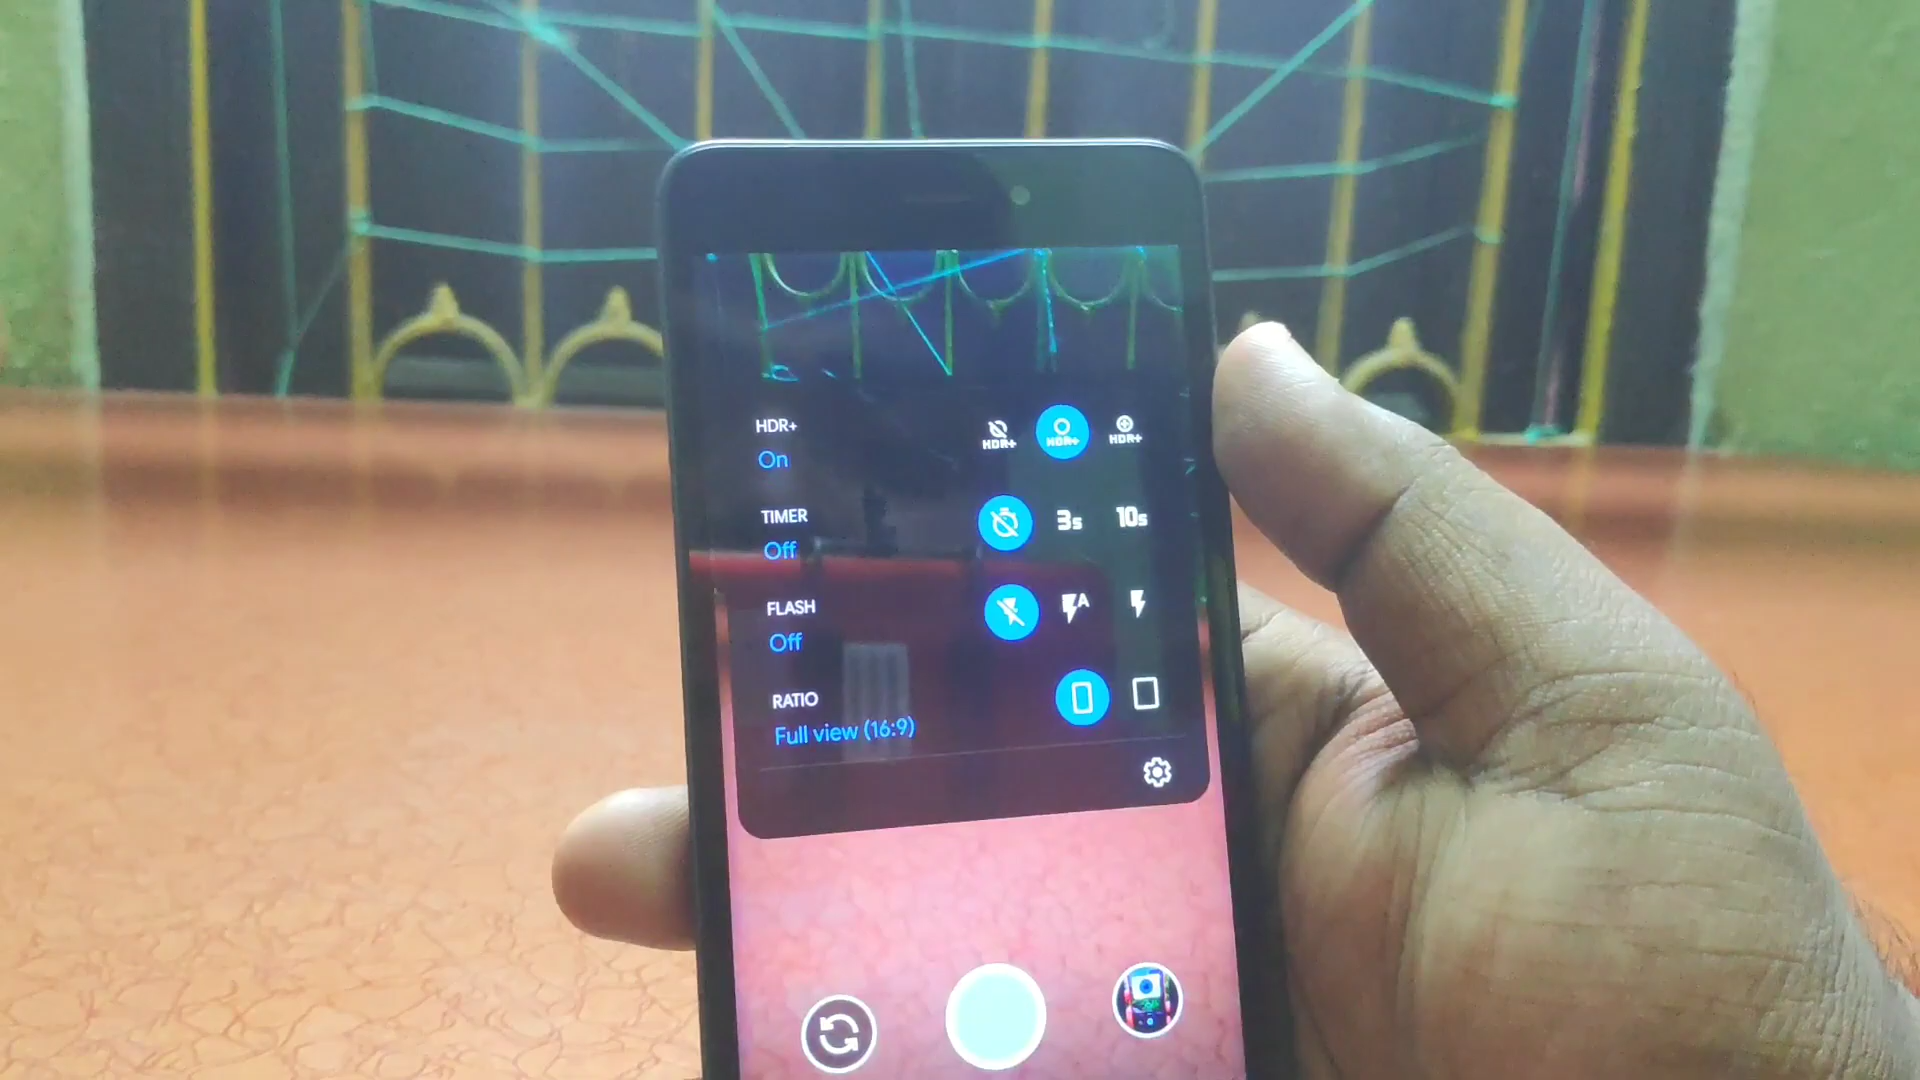 HDR+
On
HDR+ HDR+ HDR+
TIMER
Off
3s 10s
FLASH
Off
A
RATIO
Full view (16:9)